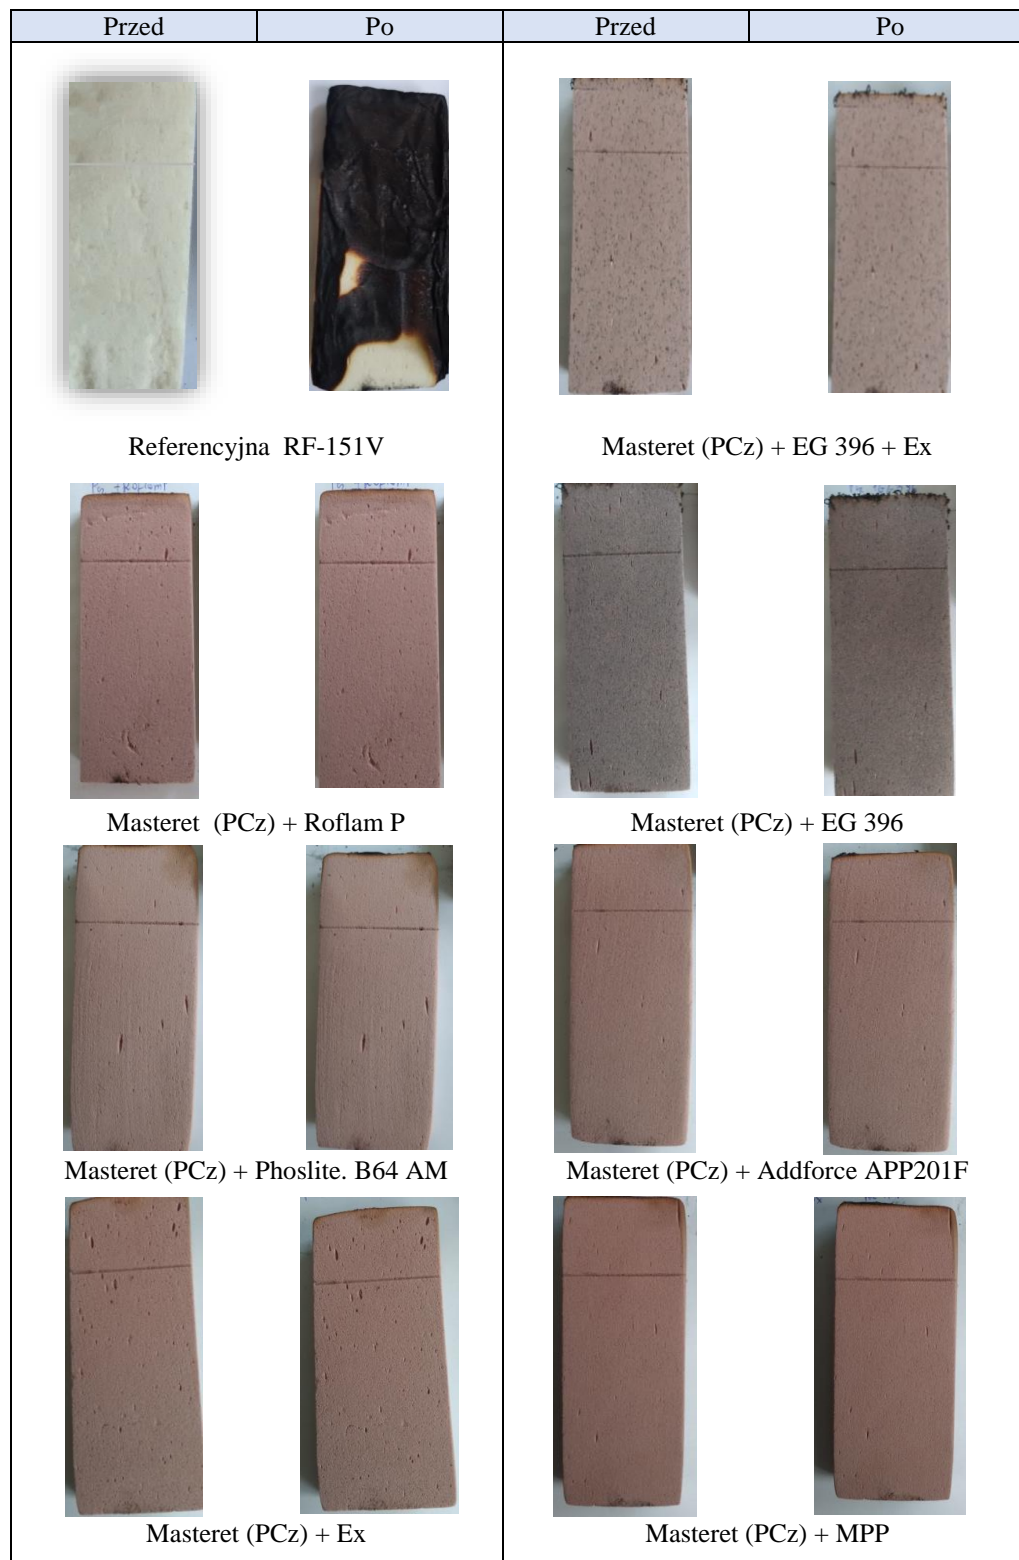 Przed Po Przed Po
Referencyjna RF-151V
Masteret (PCz) + EG 396 + Ex
Masteret (PCz) + Roflam P
Masteret (PCz) + EG 396
Masteret (PCz) + Phoslite. B64 AM
Masteret (PCz) + Addforce APP201F
Masteret (PCz) + Ex
Masteret (PCz) + MPP